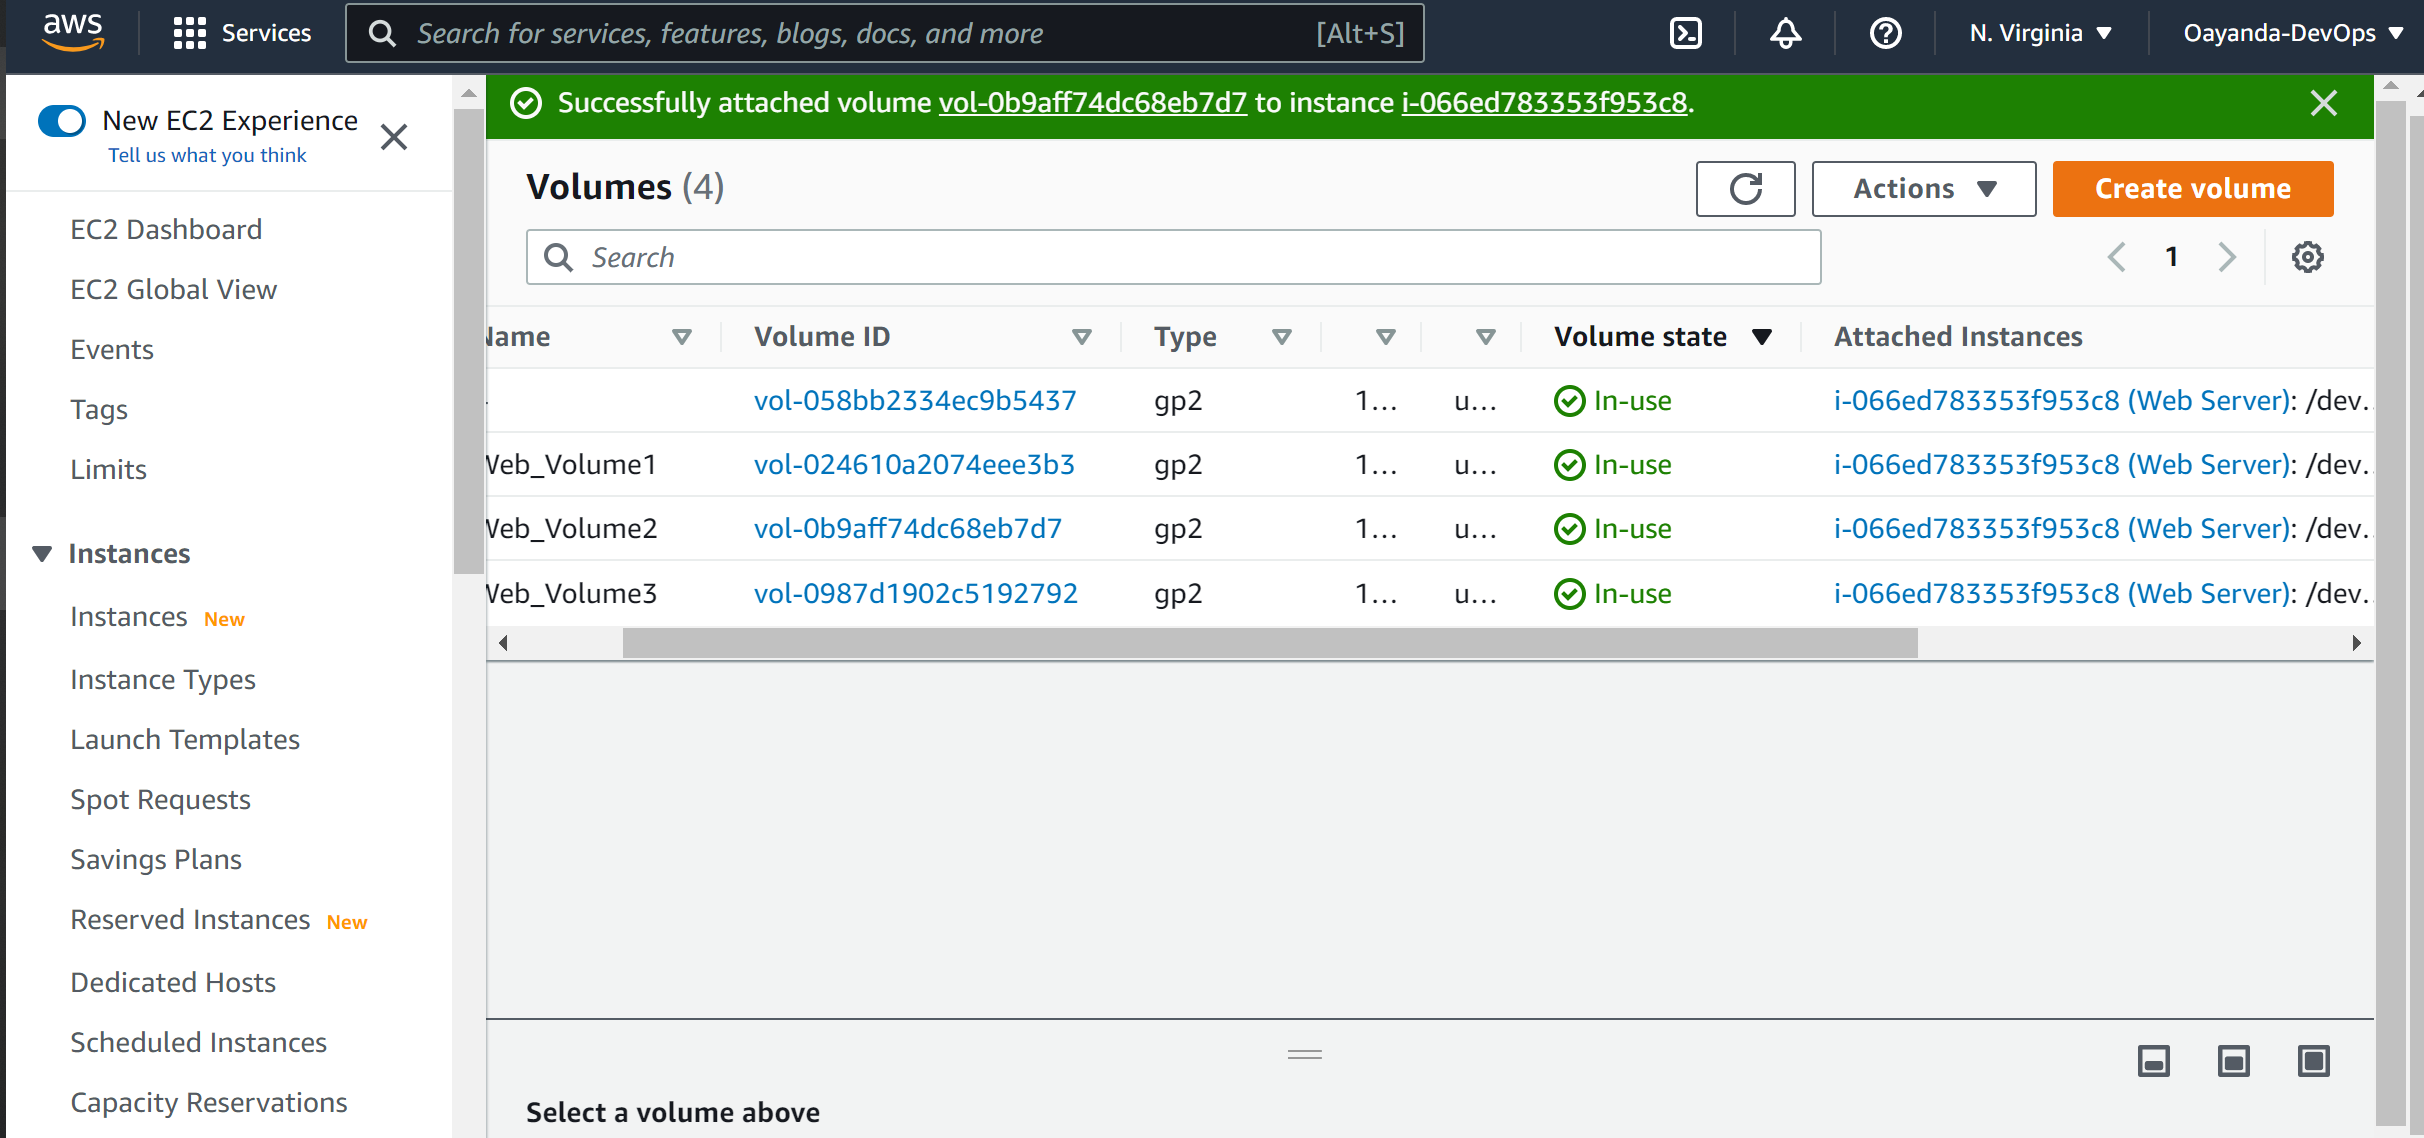 aws Services Search for services, features, blogs, docs, and more [Alt+S] N. Virginia Oayanda-DevOps
New EC2 Experience
Tell us what you think
EC2 Dashboard
EC2 Global View
Events
Tags
Limits
Instances
Instances New
Instance Types
Launch Templates
Spot Requests
Savings Plans
Reserved Instances New
Dedicated Hosts
Scheduled Instances
Capacity Reservations
Successfully attached volume vol-0b9aff74dc68eb7d7 to instance i-066ed783353f953c8.
Volumes (4)
Actions
Create volume
Search
1
Name Volume ID Type Volume state Attached Instances
- vol-058bb2334ec9b5437 gp2 1... u... In-use i-066ed783353f953c8 (Web Server): /dev...
Web_Volume1 vol-024610a2074eee3b3 gp2 1... u... In-use i-066ed783353f953c8 (Web Server): /dev...
Web_Volume2 vol-0b9aff74dc68eb7d7 gp2 1... u... In-use i-066ed783353f953c8 (Web Server): /dev...
Web_Volume3 vol-0987d1902c5192792 gp2 1... u... In-use i-066ed783353f953c8 (Web Server): /dev...
Select a volume above